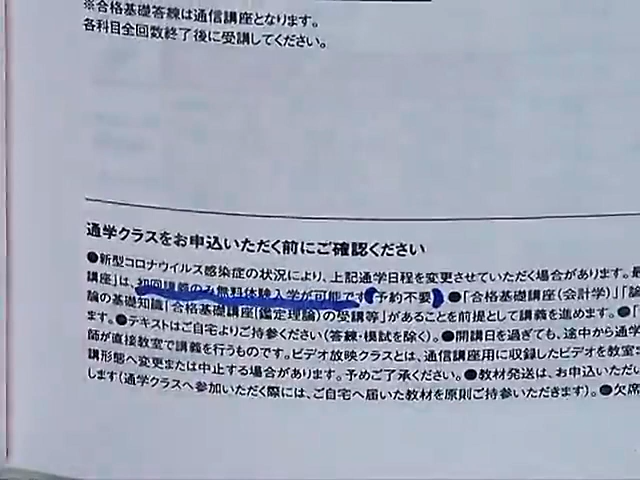 ※合格基礎答練は通信講座となります。
各科目全回数終了後に受講してください。
通学クラスをお申込いただく前にご確認ください
●新型コロナウイルス感染症の状況により、上記通学日程を変更させていただく場合があります。最
講座」は、初回講義のみ無料体験入学が可能です(予約不要)●「合格基礎講座(会計学)」「論
論の基礎知識(合格基礎講座(鑑定理論)の受講等)があることを前提として講義を進めます。●「
ます。●テキストはご自宅よりご持参ください(答練・模試を除く)。●開講日を過ぎても、途中から通学
師が直接教室で講義を行うものです。ビデオ放映クラスとは、通信講座用に収録したビデオを教室
講形態へ変更または中止する場合があります。予めご了承ください。●教材発送は、お申込いただい
します(通学クラスへ参加いただく際には、ご自宅へ届いた教材を原則ご持参いただきます)。●欠席